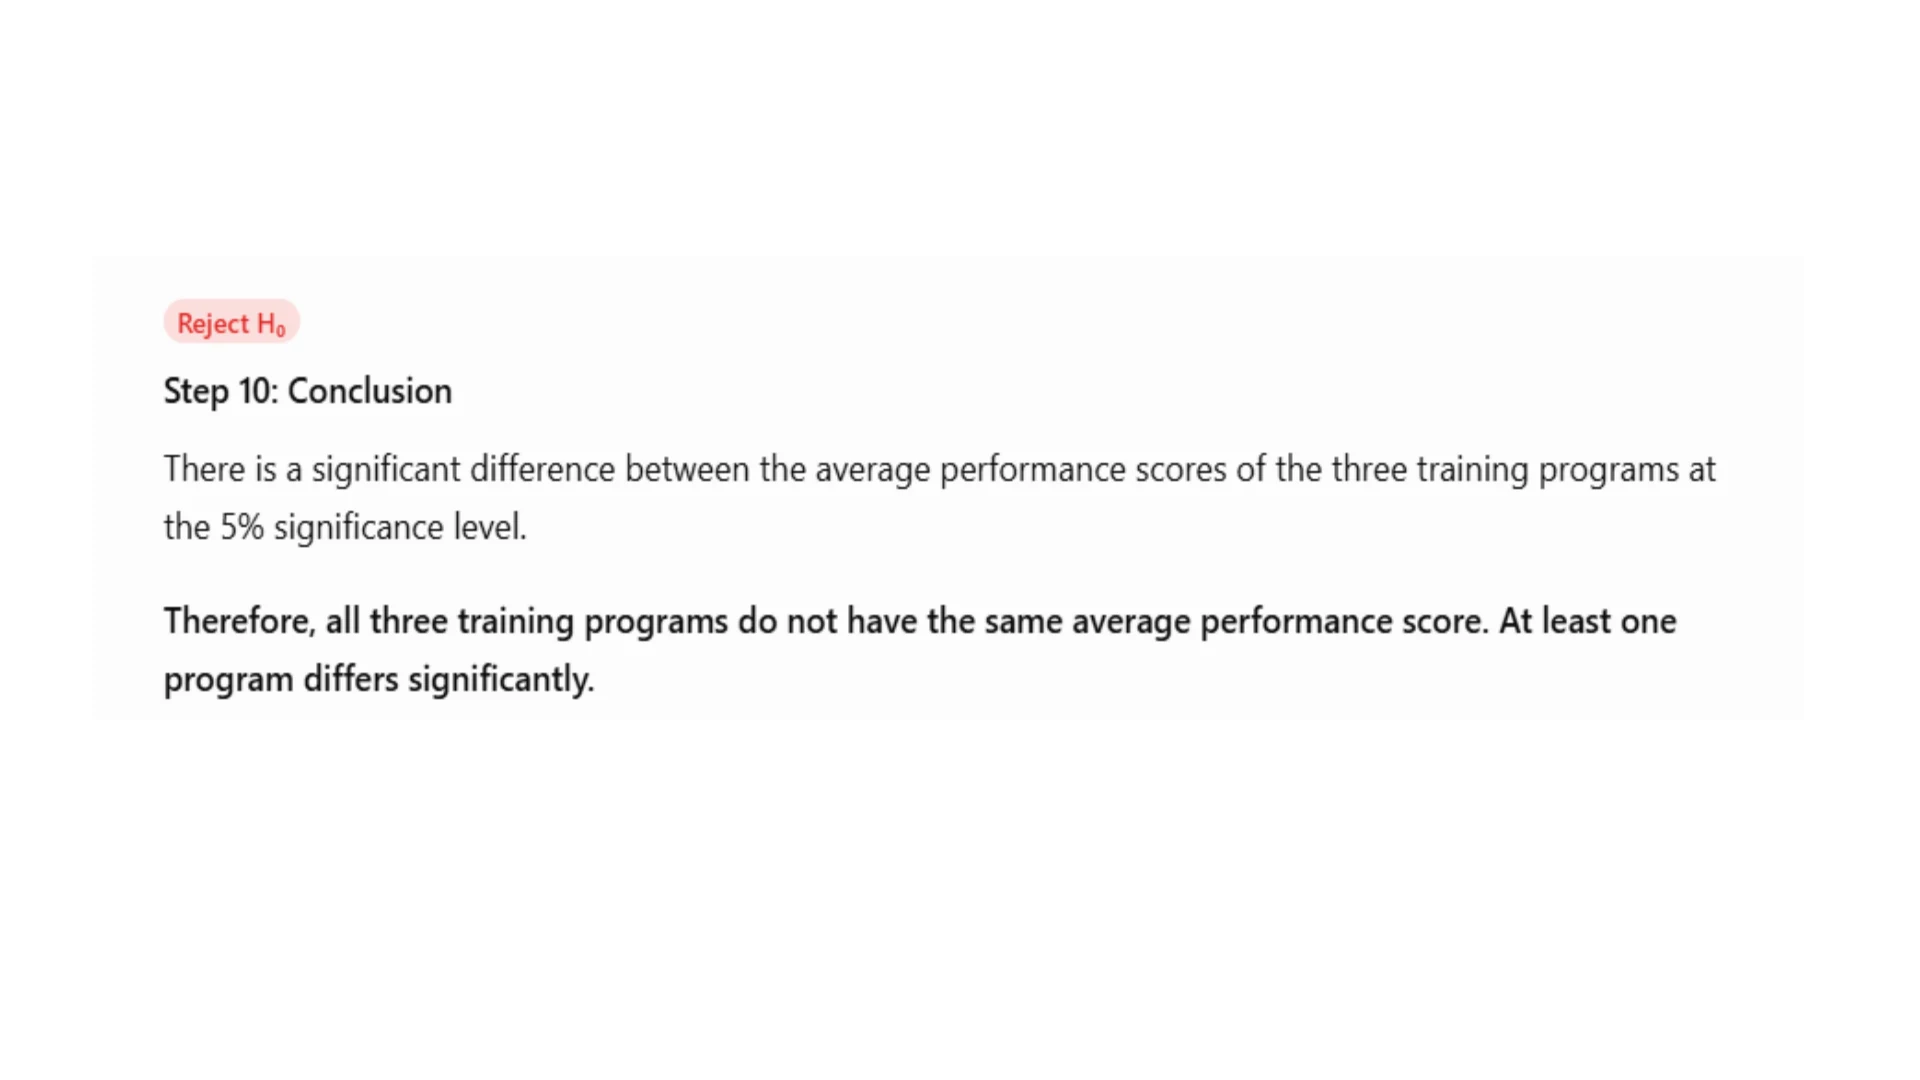 Reject H₀
Step 10: Conclusion
There is a significant difference between the average performance scores of the three training programs at
the 5% significance level.
Therefore, all three training programs do not have the same average performance score. At least one
program differs significantly.